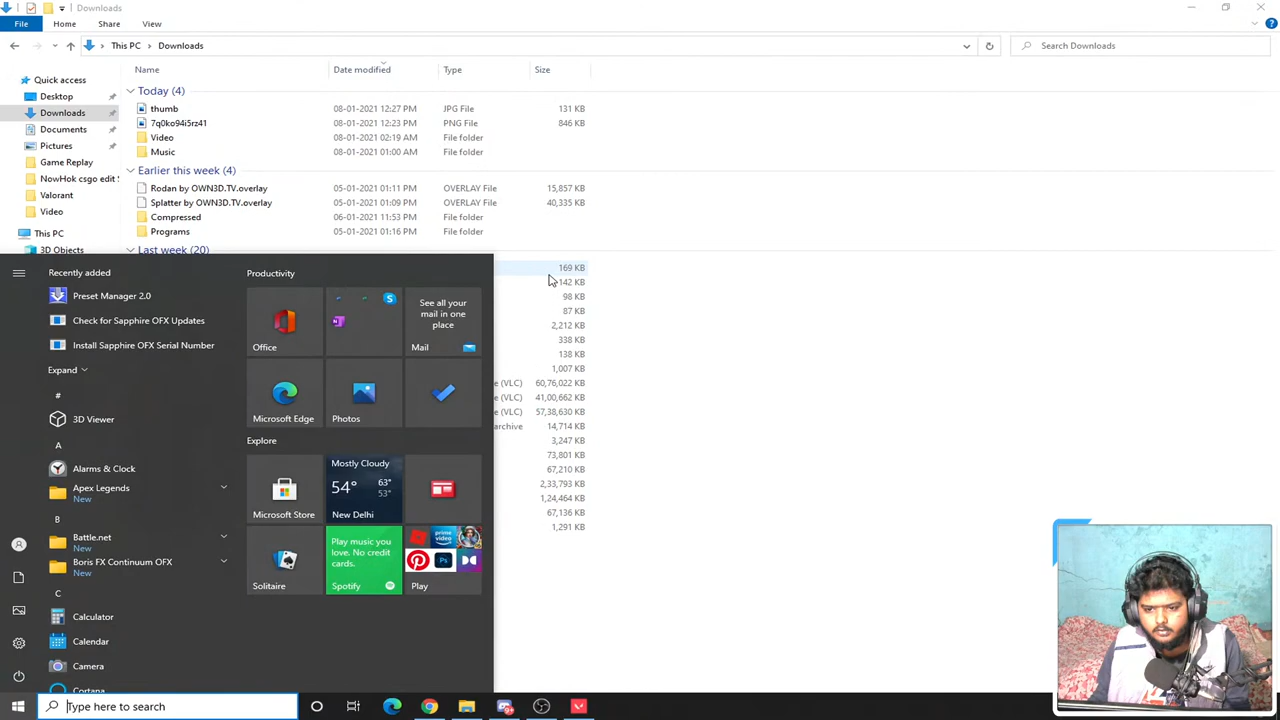 Downloads
File Home Share View
This PC Downloads
Search Downloads
Name Date modified Type Size
Quick access
Desktop
Downloads
Documents
Pictures
Game Replay
NowHok csgo edit
Valorant
Video
This PC
3D Objects
Today (4)
thumb 08-01-2021 12:27 PM JPG File 131 KB
7q0ko94i5rz41 08-01-2021 12:23 PM PNG File 846 KB
Video 08-01-2021 02:19 AM File folder
Music 08-01-2021 01:00 AM File folder
Earlier this week (4)
Rodan by OWN3D.TV.overlay 05-01-2021 01:11 PM OVERLAY File 15,857 KB
Splatter by OWN3D.TV.overlay 05-01-2021 01:09 PM OVERLAY File 40,335 KB
Compressed 06-01-2021 11:53 PM File folder
Programs 05-01-2021 01:16 PM File folder
Last week (20)
169 KB
142 KB
98 KB
87 KB
2,212 KB
338 KB
138 KB
1,007 KB
e (VLC) 60,76,022 KB
e (VLC) 41,00,662 KB
e (VLC) 57,38,630 KB
archive 14,714 KB
3,247 KB
73,801 KB
67,210 KB
2,33,793 KB
1,24,464 KB
67,136 KB
1,291 KB
Recently added
Preset Manager 2.0
Check for Sapphire OFX Updates
Install Sapphire OFX Serial Number
Expand
#
3D Viewer
A
Alarms & Clock
Apex Legends
New
B
Battle.net
New
Boris FX Continuum OFX
New
C
Calculator
Calendar
Camera
Cortana
Productivity
Office
See all
your mail in one
place
Mail
Microsoft Edge
Photos
Explore
Microsoft Store
Mostly Cloudy
54° 63°
53°
New Delhi
Solitaire
Play music you
love. No credit
cards.
Spotify
Play
Type here to search